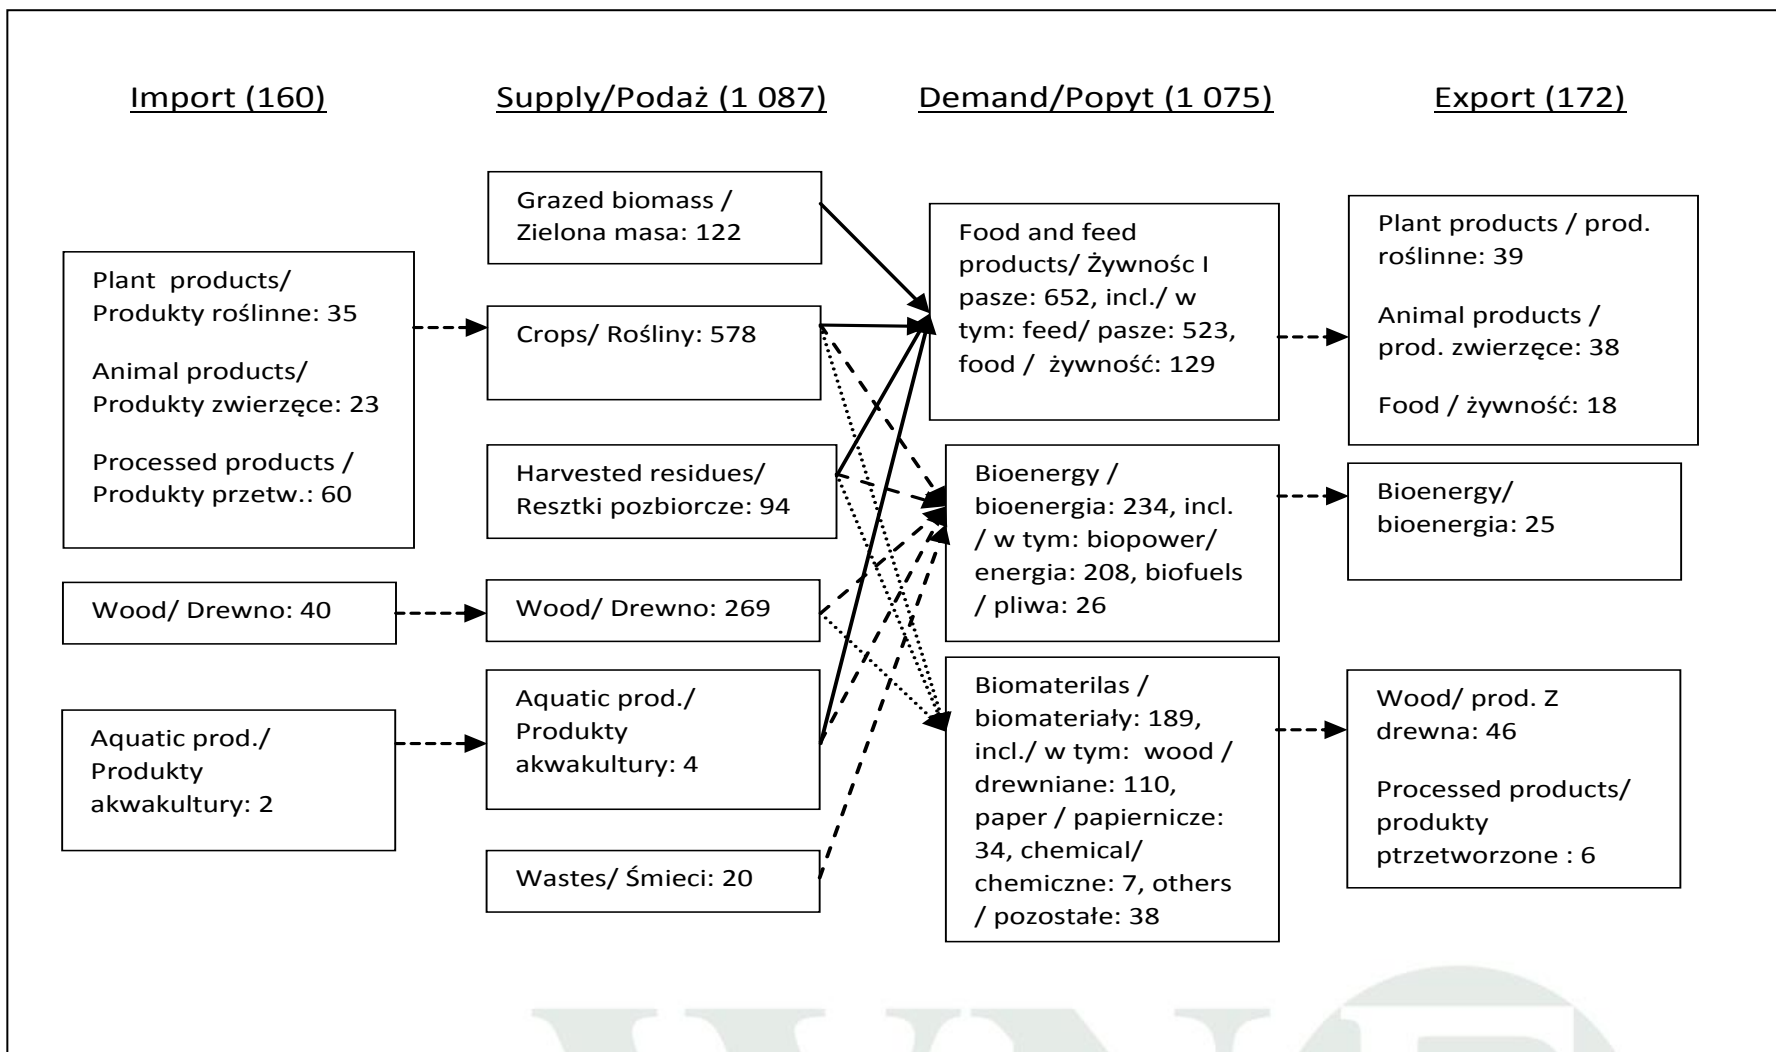 Import (160)
Supply/Podaż (1 087)
Demand/Popyt (1 075)
Export (172)
Plant products/
Produkty roślinne: 35
Animal products/
Produkty zwierzęce: 23
Processed products /
Produkty przetw.: 60
Wood/ Drewno: 40
Aquatic prod./
Produkty
akwakultury: 2
Grazed biomass /
Zielona masa: 122
Crops/ Rośliny: 578
Harvested residues/
Resztki pozbiorcze: 94
Wood/ Drewno: 269
Aquatic prod./
Produkty
akwakultury: 4
Wastes/ Śmieci: 20
Food and feed
products/ Żywnośc I
pasze: 652, incl./ w
tym: feed/ pasze: 523,
food / żywność: 129
Bioenergy /
bioenergia: 234, incl.
/ w tym: biopower/
energia: 208, biofuels
/ pliwa: 26
Biomaterilas /
biomateriały: 189,
incl./ w tym: wood /
drewniane: 110,
paper / papiernicze:
34, chemical/
chemiczne: 7, others
/ pozostałe: 38
Plant products / prod.
roślinne: 39
Animal products /
prod. zwierzęce: 38
Food / żywność: 18
Bioenergy/
bioenergia: 25
Wood/ prod. Z
drewna: 46
Processed products/
produkty
ptrzetworzone : 6